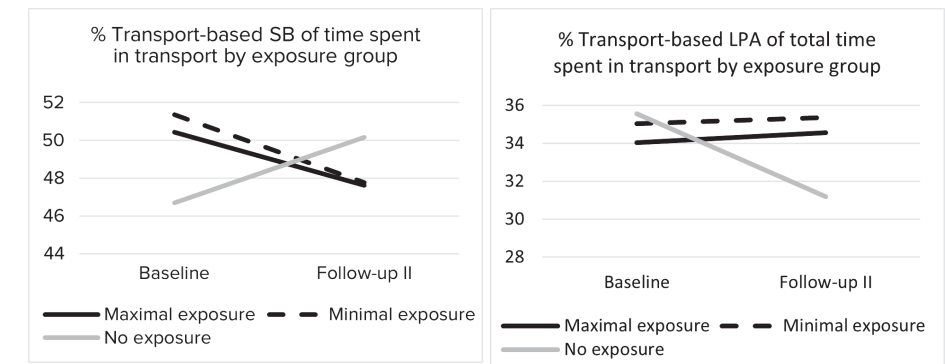 % Transport-based SB of time spent
in transport by exposure group
52
50
48
46
44
Baseline Follow-up II
Maximal exposure Minimal exposure
No exposure
% Transport-based LPA of total time
spent in transport by exposure group
36
34
32
30
28
Baseline Follow-up II
Maximal exposure Minimal exposure
No exposure